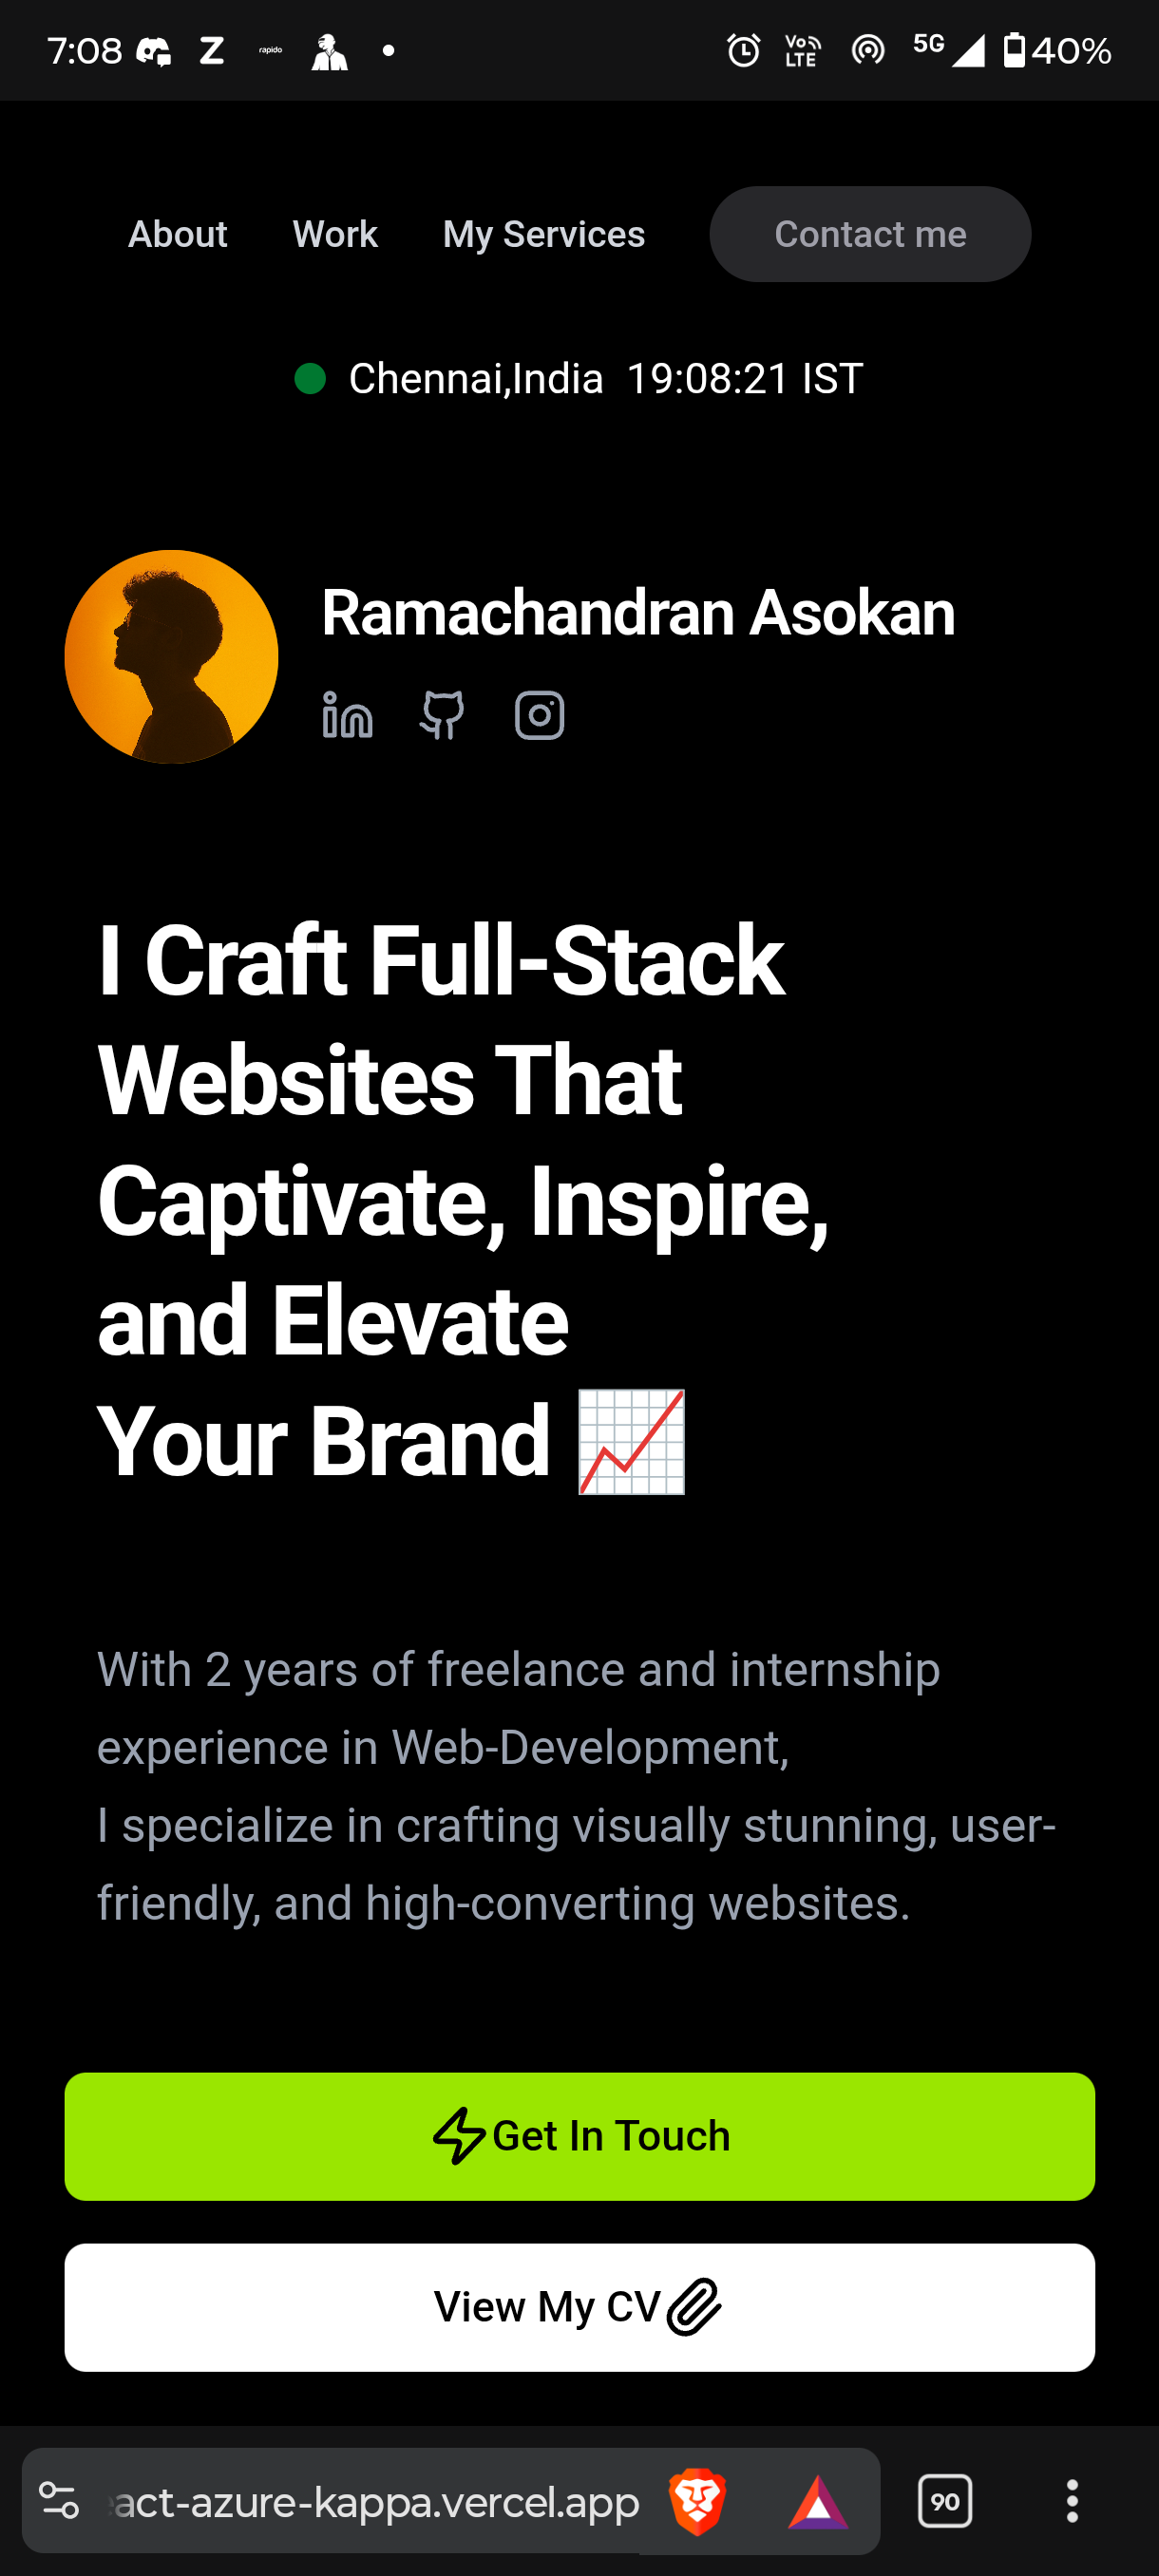 7:08 Z rapido Vo LTE 5G 40%
About Work My Services Contact me
Chennai,India 19:08:21 IST
Ramachandran Asokan
I Craft Full-Stack
Websites That
Captivate, Inspire,
and Elevate
Your Brand 📈
With 2 years of freelance and internship
experience in Web-Development,
I specialize in crafting visually stunning, user-
friendly, and high-converting websites.
Get In Touch
View My CV
act-azure-kappa.vercel.app 90